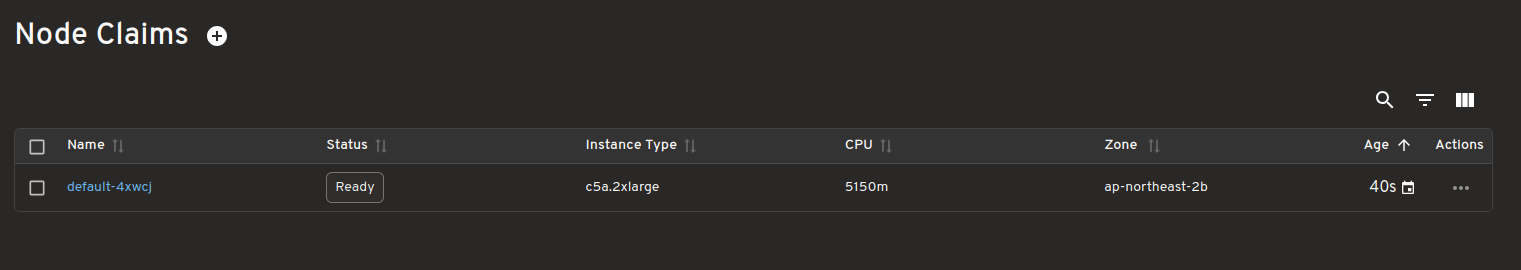 Node Claims
Name Status Instance Type CPU Zone Age Actions
default-4xwcj Ready c5a.2xlarge 5150m ap-northeast-2b 40s